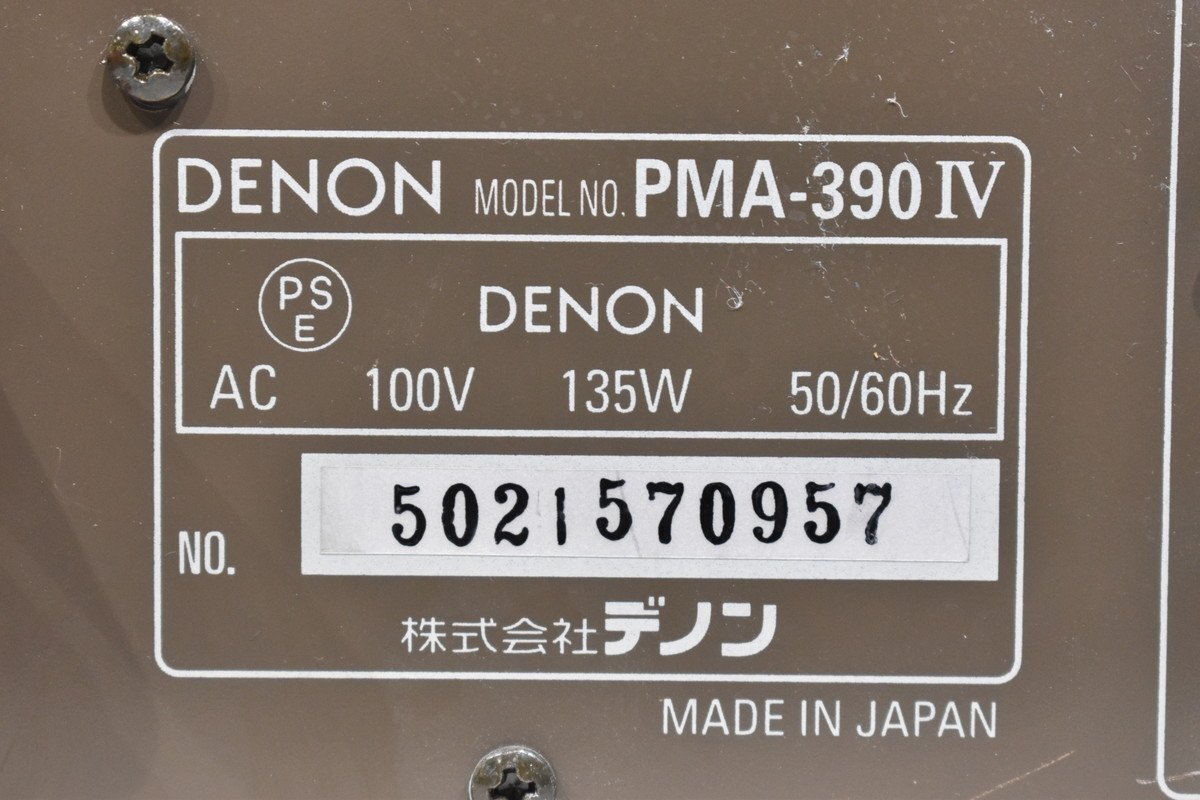 DENON MODEL NO. PMA-390 IV
PSE DENON
AC 100V 135W 50/60Hz
NO. 5021570957
株式会社デノン
MADE IN JAPAN